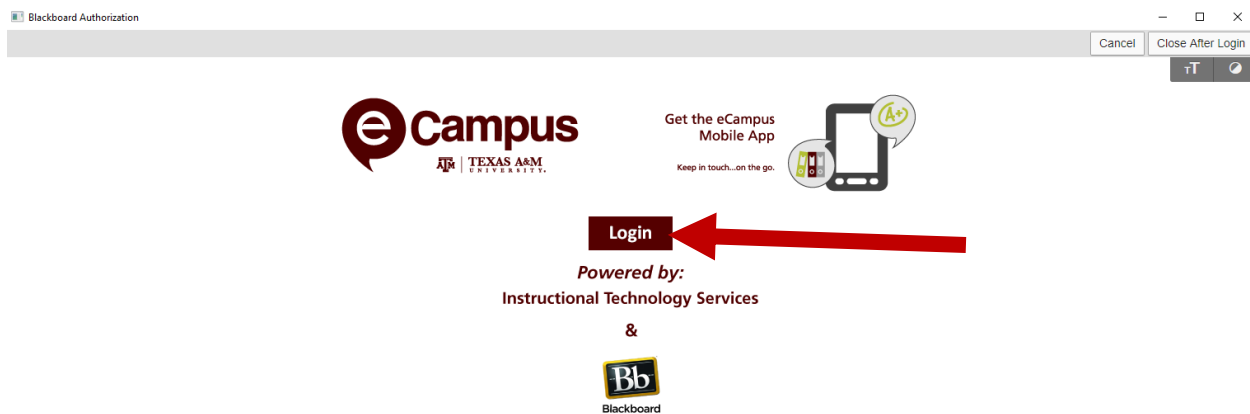 Blackboard Authorization
Cancel Close After Login
TT
eCampus
ATM TEXAS A&M
UNIVERSITY.
Get the eCampus
Mobile App
Keep in touch...on the go.
A+
Login
Powered by:
Instructional Technology Services
&
Bb
Blackboard